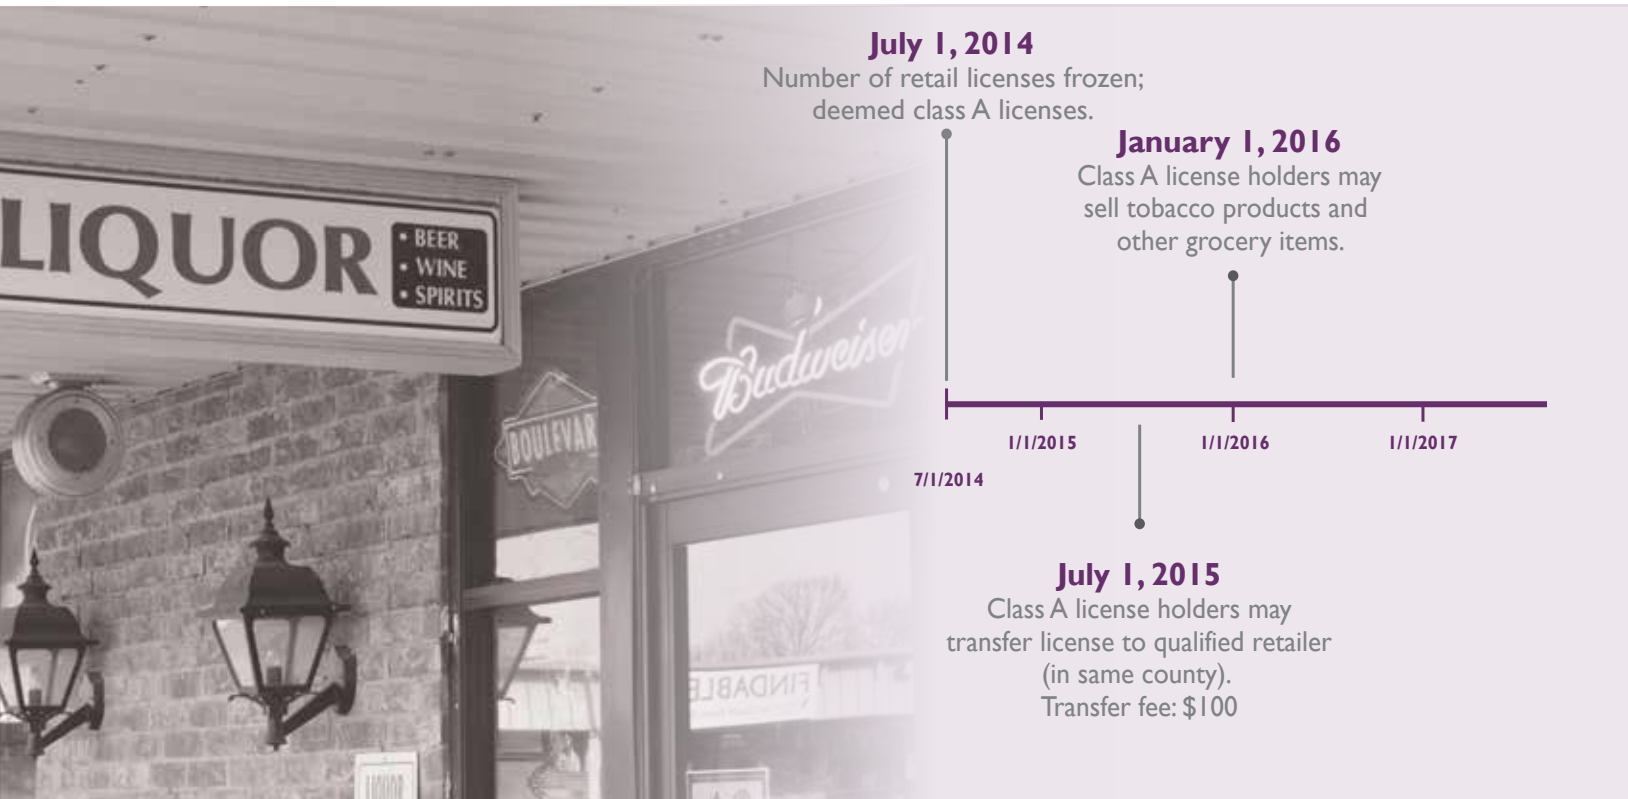 LIQUOR
• BEER
• WINE
• SPIRITS
Budweiser
BOULEVAR
FINDABLE
LIQUOR
July 1, 2014
Number of retail licenses frozen;
deemed class A licenses.
January 1, 2016
Class A license holders may
sell tobacco products and
other grocery items.
1/1/2015
1/1/2016
1/1/2017
7/1/2014
July 1, 2015
Class A license holders may
transfer license to qualified retailer
(in same county).
Transfer fee: $100